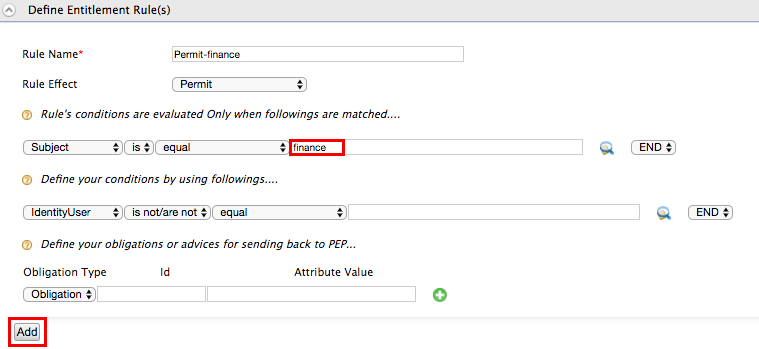 Define Entitlement Rule(s)
Rule Name* Permit-finance
Rule Effect Permit
Rule's conditions are evaluated Only when followings are matched....
Subject is equal finance END
Define your conditions by using followings....
IdentityUser is not/are not equal END
Define your obligations or advices for sending back to PEP...
Obligation Type Id Attribute Value
Obligation
Add